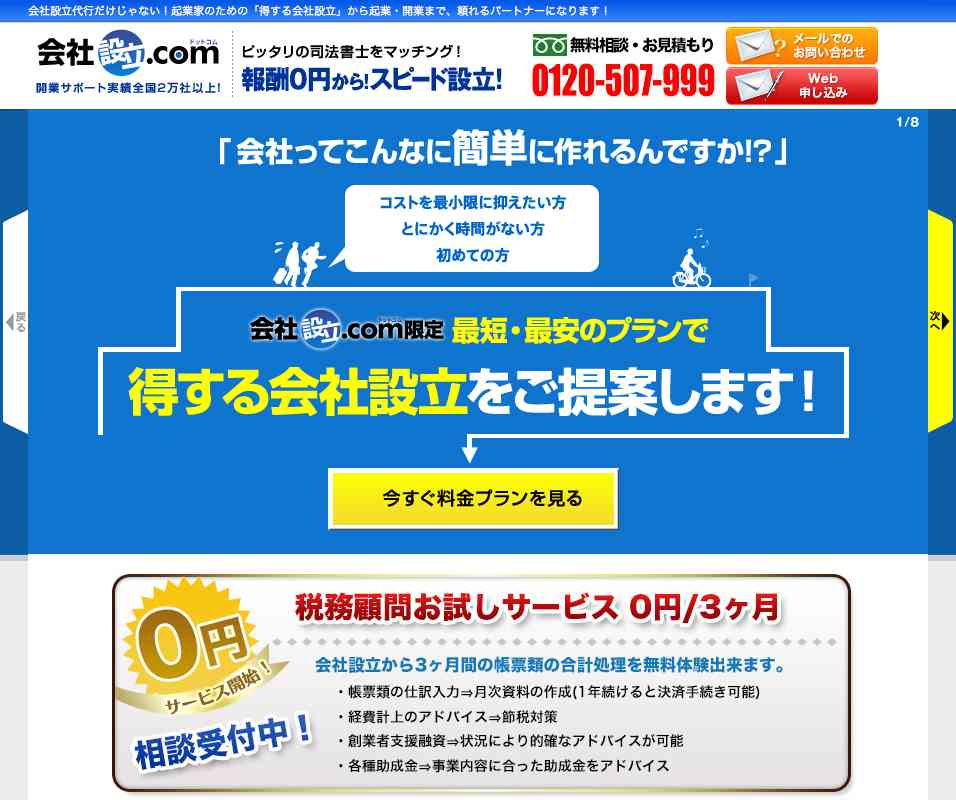 会社設立代行だけじゃない！起業家のための「得する会社設立」から起業・開業まで、頼れるパートナーになります！
会社設立.com
ドットコム
開業サポート実績全国2万社以上!
ピッタリの司法書士をマッチング！
報酬0円から!スピード設立!
無料相談・お見積もり
0120-507-999
メールでの
お問い合わせ
Web
申し込み
1/8
「会社ってこんなに簡単に作れるんですか!?」
コストを最小限に抑えたい方
とにかく時間がない方
初めての方
戻る
次へ
会社設立.com限定 最短・最安のプランで
得する会社設立をご提案します！
今すぐ料金プランを見る
0円
サービス開始！
相談受付中！
税務顧問お試しサービス 0円/3ヶ月
会社設立から3ヶ月間の帳票類の合計処理を無料体験出来ます。
・帳票類の仕訳入力⇒月次資料の作成(1年続けると決済手続き可能)
・経費計上のアドバイス⇒節税対策
・創業者支援融資⇒状況により的確なアドバイスが可能
・各種助成金⇒事業内容に合った助成金をアドバイス